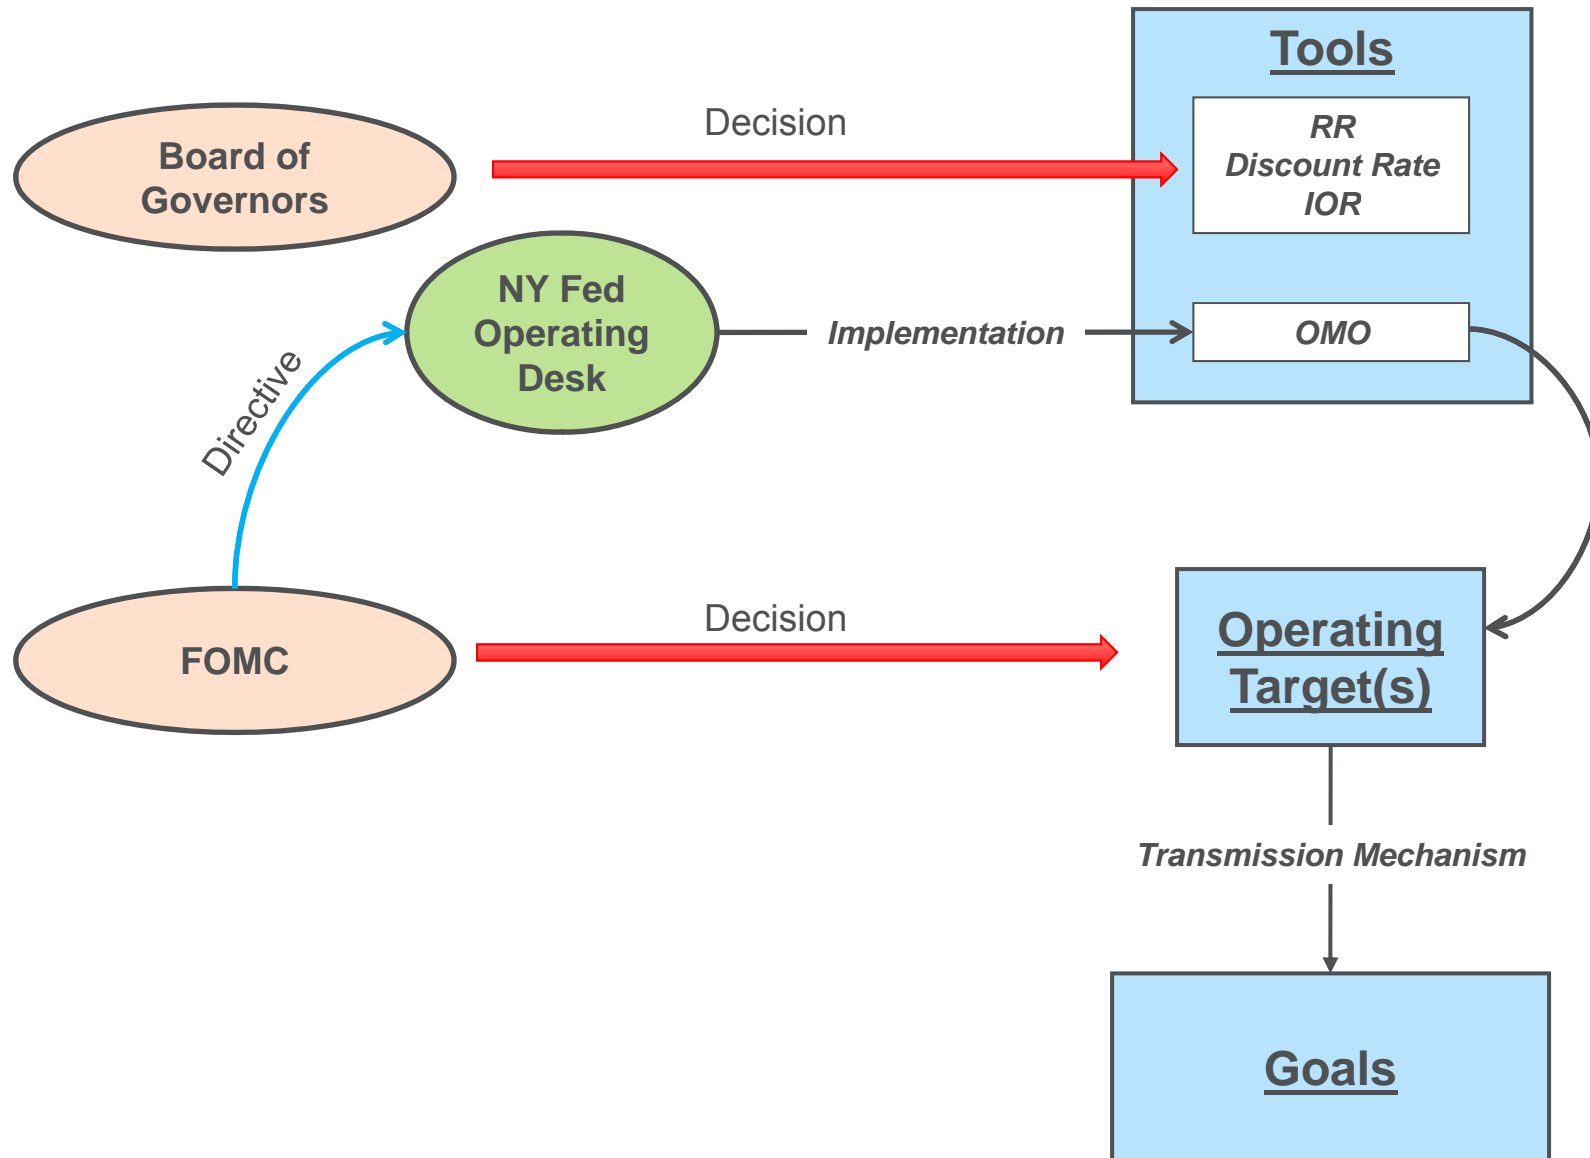 Tools
Decision
Board of
Governors
RR
Discount Rate
IOR
NY Fed
Operating
Desk
Implementation
OMO
Directive
Decision
FOMC
Operating
Target(s)
Transmission Mechanism
Goals